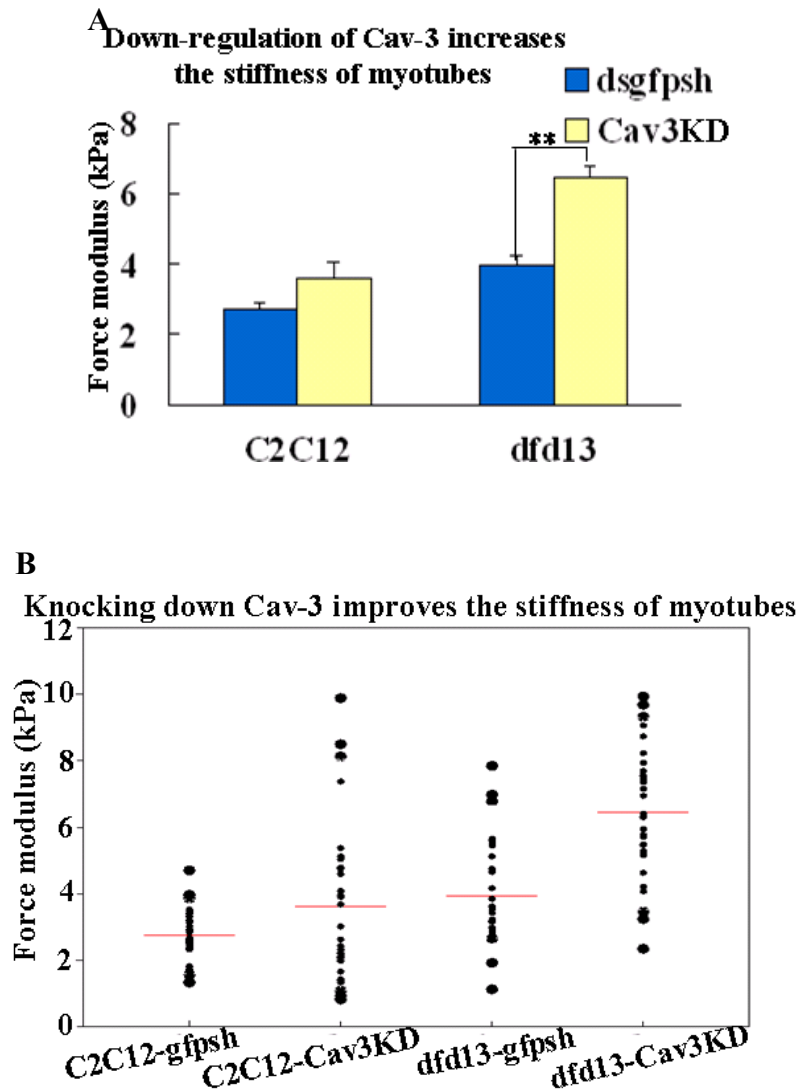 A
Down-regulation of Cav-3 increases
the stiffness of myotubes
dsgfpsh
Cav3KD
**
Force modulus (kPa)
8
6
4
2
0
C2C12
dfd13
B
Knocking down Cav-3 improves the stiffness of myotubes
Force modulus (kPa)
12
10
8
6
4
2
0
C2C12-gfpsh
C2C12-Cav3KD
dfd13-gfpsh
dfd13-Cav3KD